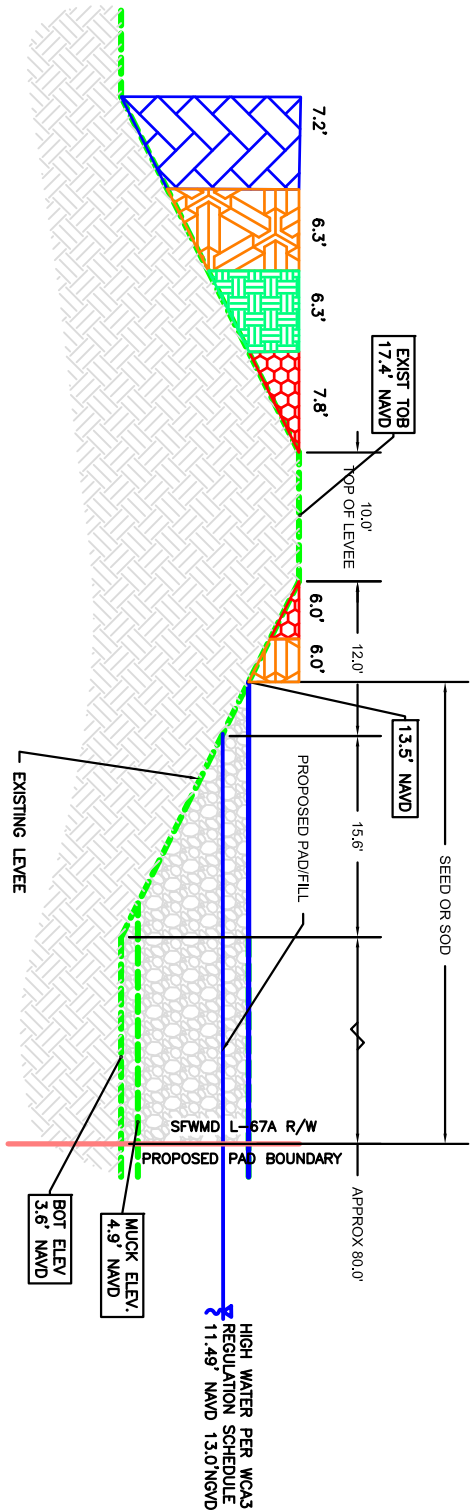 7.2'
6.3'
6.3'
7.8'
EXIST TOB
17.4' NAVD
10.0'
TOP OF LEVEE
6.0'
6.0'
12.0'
13.5' NAVD
SEED OR SOD
PROPOSED PAD/FILL
15.6'
EXISTING LEVEE
SFWMD L-67A R/W
PROPOSED PAD BOUNDARY
APPROX 80.0'
MUCK ELEV.
4.9' NAVD
BOT ELEV
3.6' NAVD
HIGH WATER PER WCA3
REGULATION SCHEDULE
11.49' NAVD 13.0'NGVD